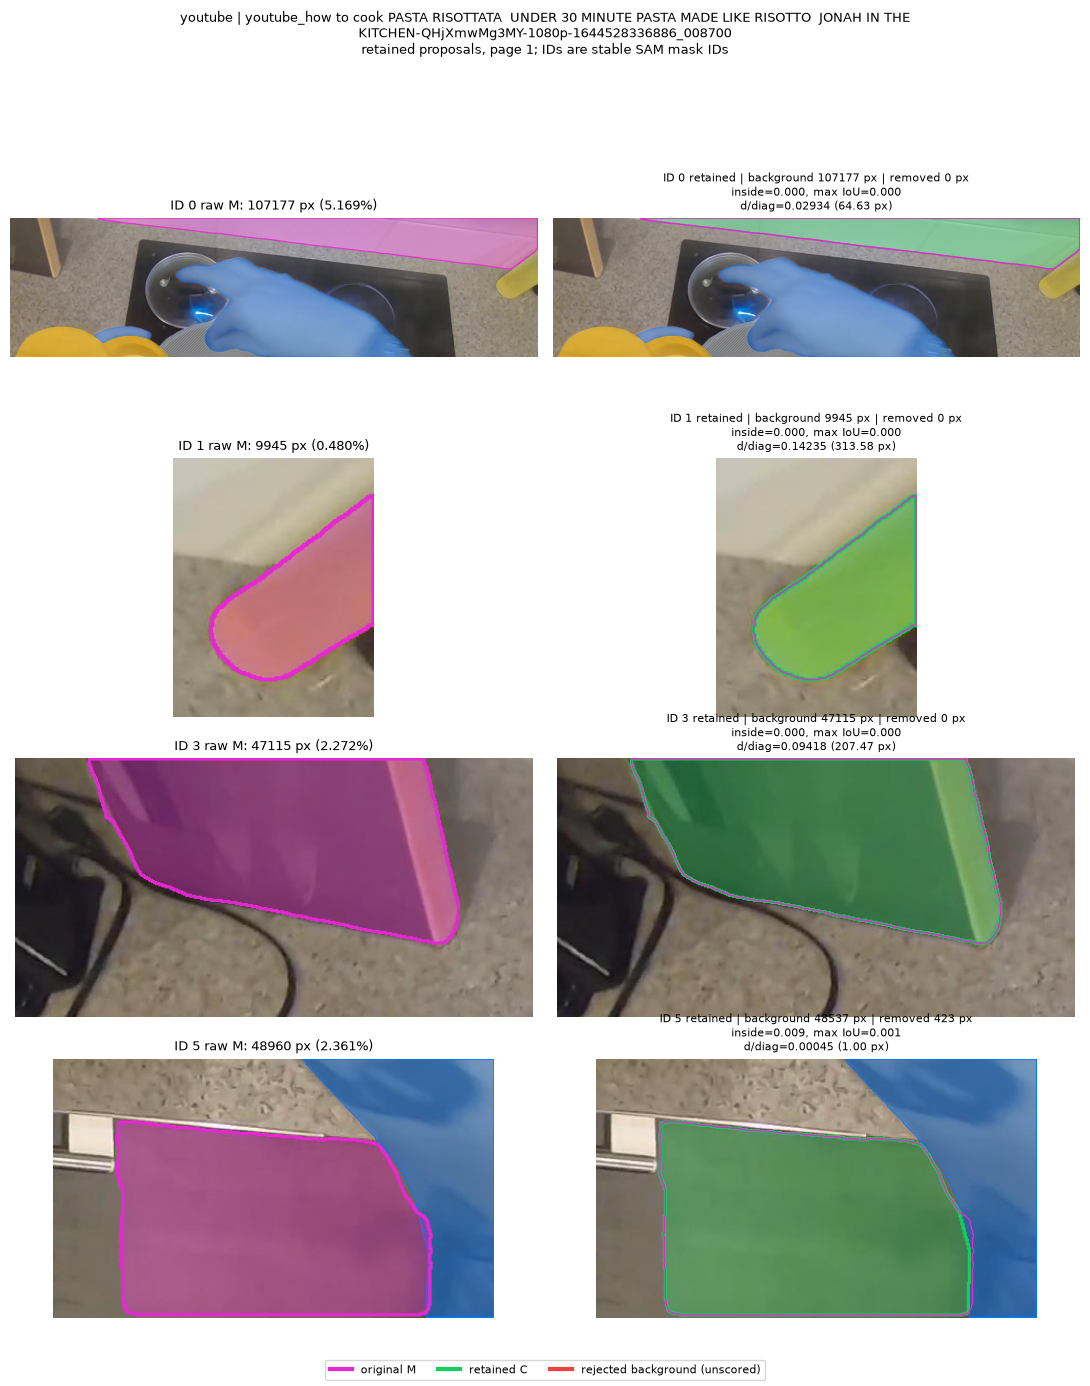 youtube | youtube_how to cook PASTA RISOTTATA  UNDER 30 MINUTE PASTA MADE LIKE RISOTTO  JONAH IN THE
KITCHEN-QHjXmwMg3MY-1080p-1644528336886_008700
retained proposals, page 1; IDs are stable SAM mask IDs
ID 0 raw M: 107177 px (5.169%)
ID 0 retained | background 107177 px | removed 0 px
inside=0.000, max IoU=0.000
d/diag=0.02934 (64.63 px)
ID 1 raw M: 9945 px (0.480%)
ID 1 retained | background 9945 px | removed 0 px
inside=0.000, max IoU=0.000
d/diag=0.14235 (313.58 px)
ID 3 raw M: 47115 px (2.272%)
ID 3 retained | background 47115 px | removed 0 px
inside=0.000, max IoU=0.000
d/diag=0.09418 (207.47 px)
ID 5 raw M: 48960 px (2.361%)
ID 5 retained | background 48537 px | removed 423 px
inside=0.009, max IoU=0.001
d/diag=0.00045 (1.00 px)
original M
retained C
rejected background (unscored)